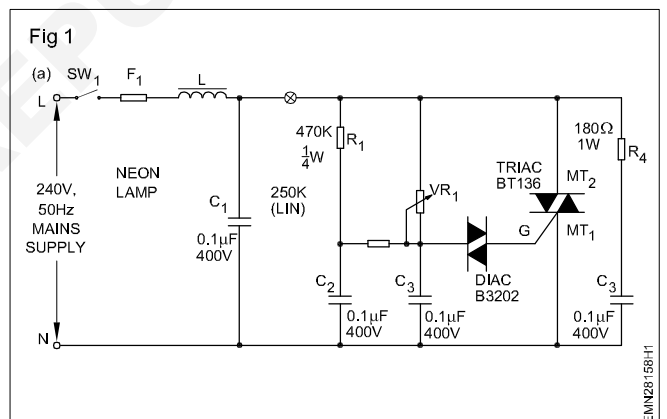 Fig 1
(a)
SW1
F1
L
L
NEON
LAMP
240V,
50Hz
MAINS
SUPPLY
C1
0.1µF
400V
470K
1/4W
R1
250K
(LIN)
VR1
C2
0.1µF
400V
C3
0.1µF
400V
DIAC
B3202
G
TRIAC
BT136
MT2
MT1
180Ω
1W
R4
C3
0.1µF
400V
N
EMN28158H1